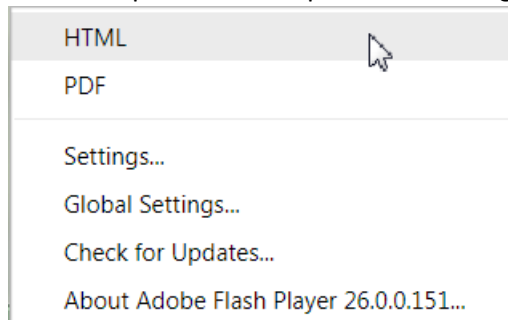 HTML
PDF
Settings...
Global Settings...
Check for Updates...
About Adobe Flash Player 26.0.0.151...